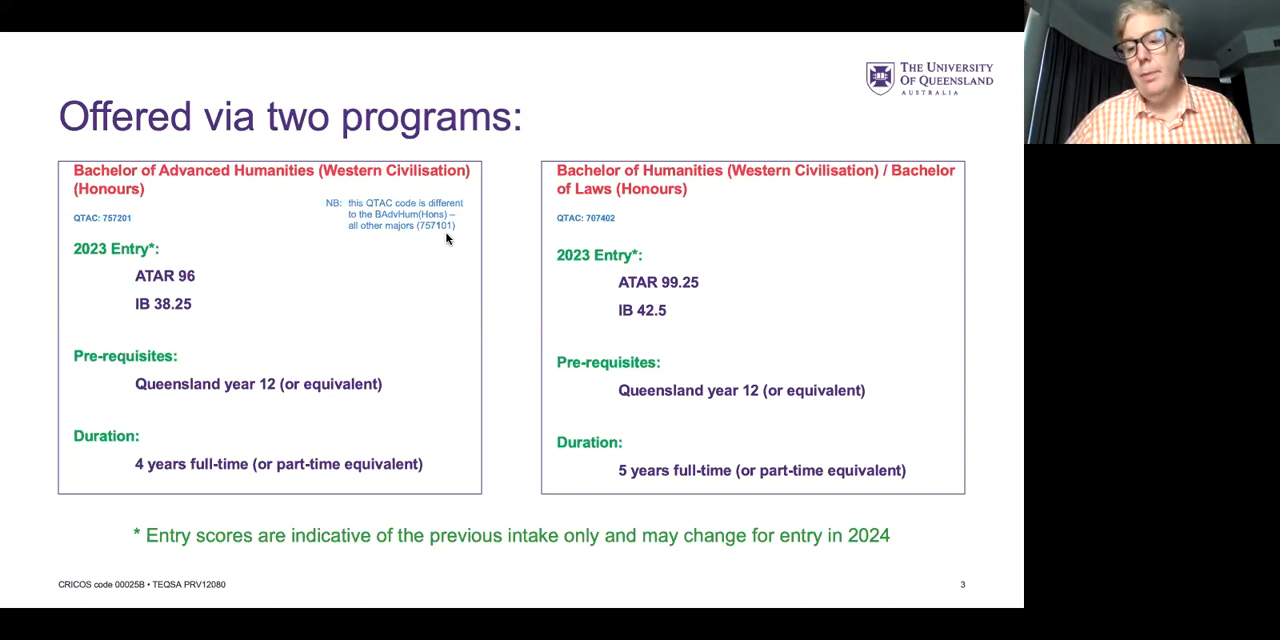 THE UNIVERSITY
OF QUEENSLAND
AUSTRALIA
Offered via two programs:
Bachelor of Advanced Humanities (Western Civilisation)
(Honours)
NB: this QTAC code is different
to the BAdvHum(Hons) –
all other majors (757101)
QTAC: 757201
2023 Entry*:
ATAR 96
IB 38.25
Pre-requisites:
Queensland year 12 (or equivalent)
Duration:
4 years full-time (or part-time equivalent)
Bachelor of Humanities (Western Civilisation) / Bachelor
of Laws (Honours)
QTAC: 707402
2023 Entry*:
ATAR 99.25
IB 42.5
Pre-requisites:
Queensland year 12 (or equivalent)
Duration:
5 years full-time (or part-time equivalent)
* Entry scores are indicative of the previous intake only and may change for entry in 2024
CRICOS code 00025B • TEQSA PRV12080
3